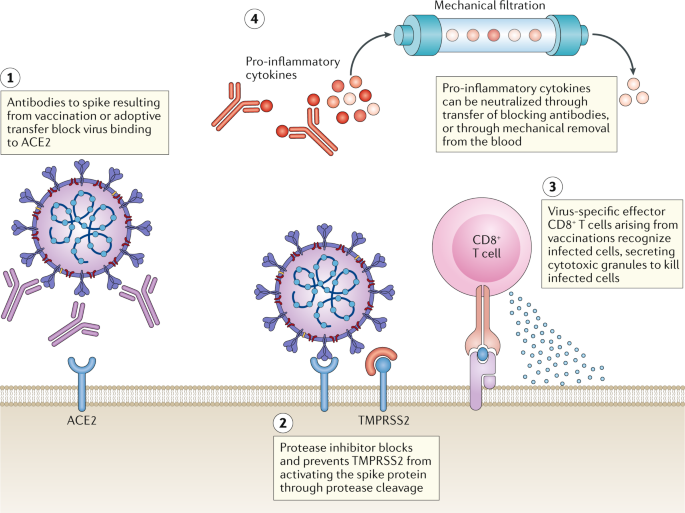 1
Antibodies to spike resulting
from vaccination or adoptive
transfer block virus binding
to ACE2
4
Mechanical filtration
Pro-inflammatory
cytokines
Pro-inflammatory cytokines
can be neutralized through
transfer of blocking antibodies,
or through mechanical removal
from the blood
3
Virus-specific effector
CD8⁺ T cells arising from
vaccinations recognize
infected cells, secreting
cytotoxic granules to kill
infected cells
CD8⁺
T cell
ACE2
TMPRSS2
2
Protease inhibitor blocks
and prevents TMPRSS2 from
activating the spike protein
through protease cleavage